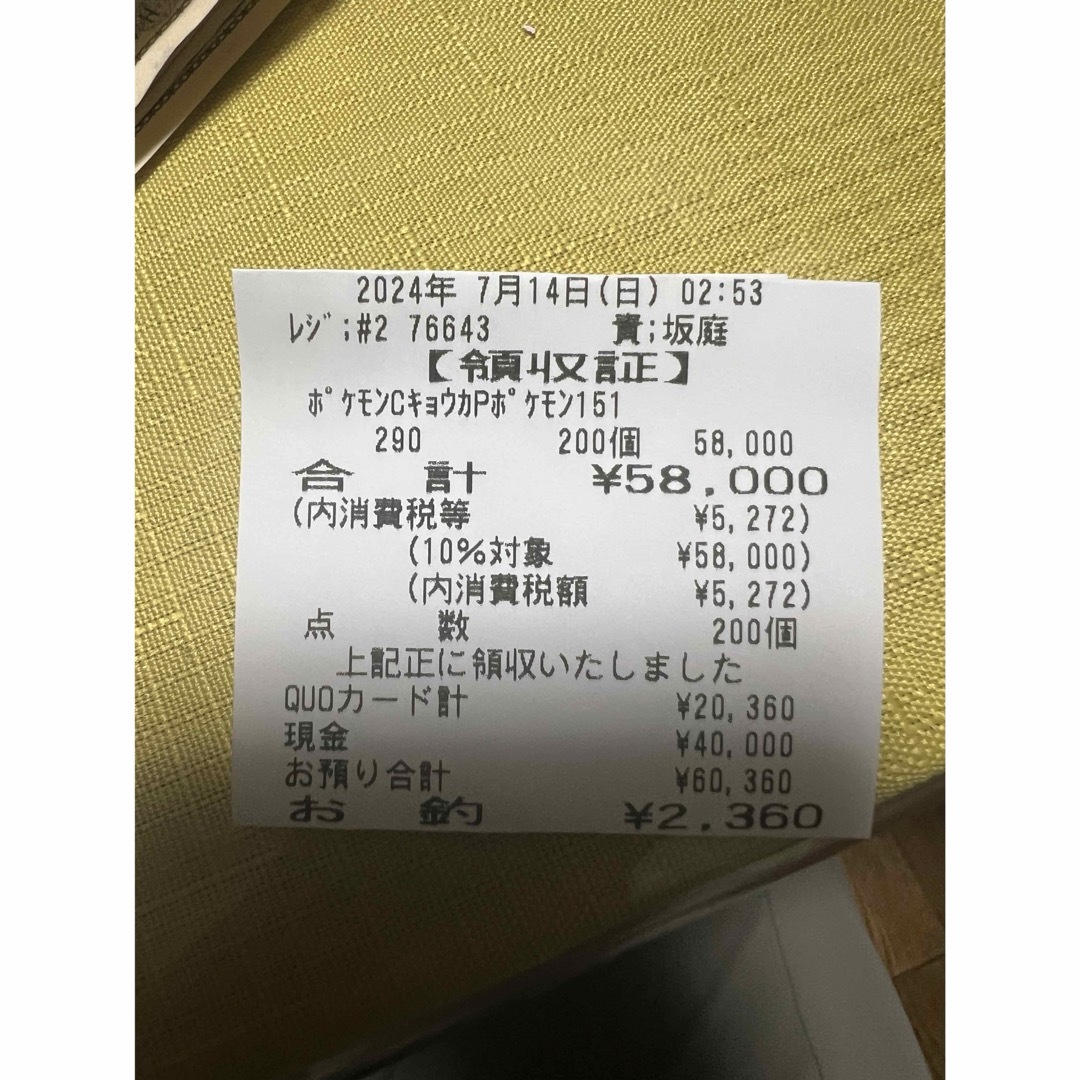 2024年 7月14日(日) 02:53
ﾚｼﾞ;#2 76643 責;坂庭
【領収証】
ﾎﾟｹﾓﾝCｷｮｳｶPﾎﾟｹﾓﾝ151
290 200個 58,000
合 計 ¥58,000
(内消費税等 ¥5,272)
(10%対象 ¥58,000)
(内消費税額 ¥5,272)
点 数 200個
上記正に領収いたしました
QUOカード計 ¥20,360
現金 ¥40,000
お預り合計 ¥60,360
お 釣 ¥2,360